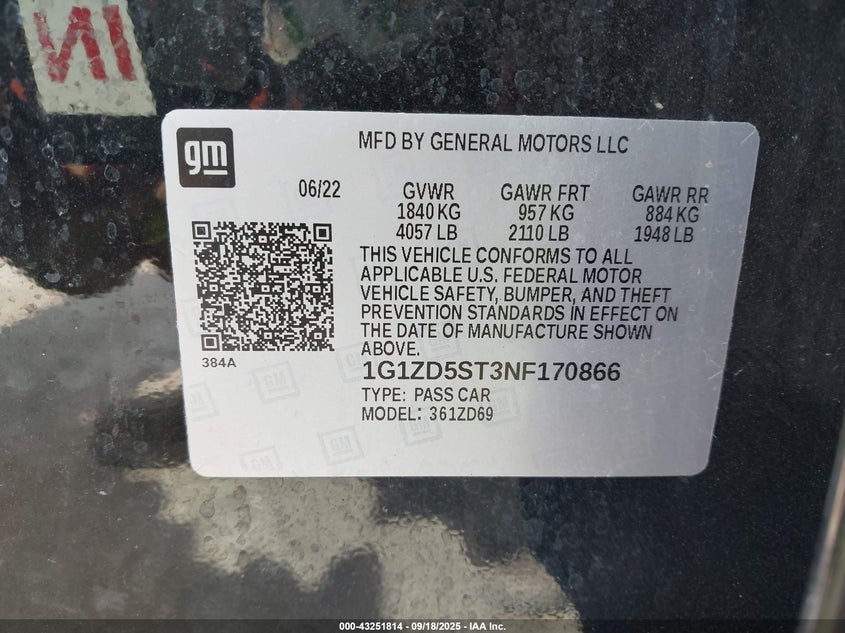 IN
gm
MFD BY GENERAL MOTORS LLC
06/22 GVWR GAWR FRT GAWR RR
1840 KG 957 KG 884 KG
4057 LB 2110 LB 1948 LB
THIS VEHICLE CONFORMS TO ALL
APPLICABLE U.S. FEDERAL MOTOR
VEHICLE SAFETY, BUMPER, AND THEFT
PREVENTION STANDARDS IN EFFECT ON
THE DATE OF MANUFACTURE SHOWN
ABOVE.
384A
1G1ZD5ST3NF170866
TYPE: PASS CAR
MODEL: 361ZD69
000-43251814 - 09/18/2025 - IAA Inc.